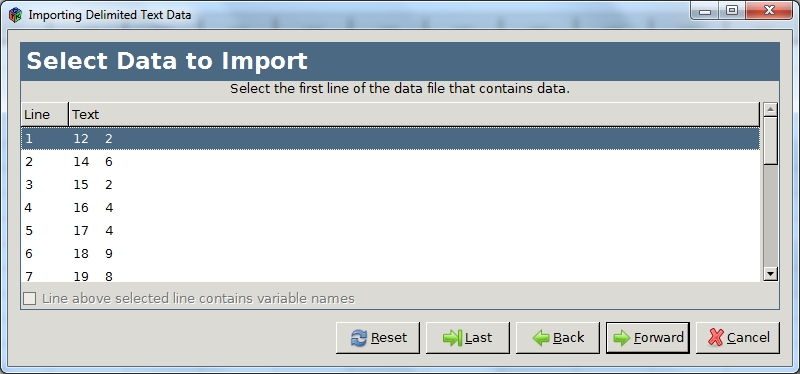 Importing Delimited Text Data
Select Data to Import
Select the first line of the data file that contains data.
Line Text
1 12 2
2 14 6
3 15 2
4 16 4
5 17 4
6 18 9
7 19 8
Line above selected line contains variable names
Reset Last Back Forward Cancel